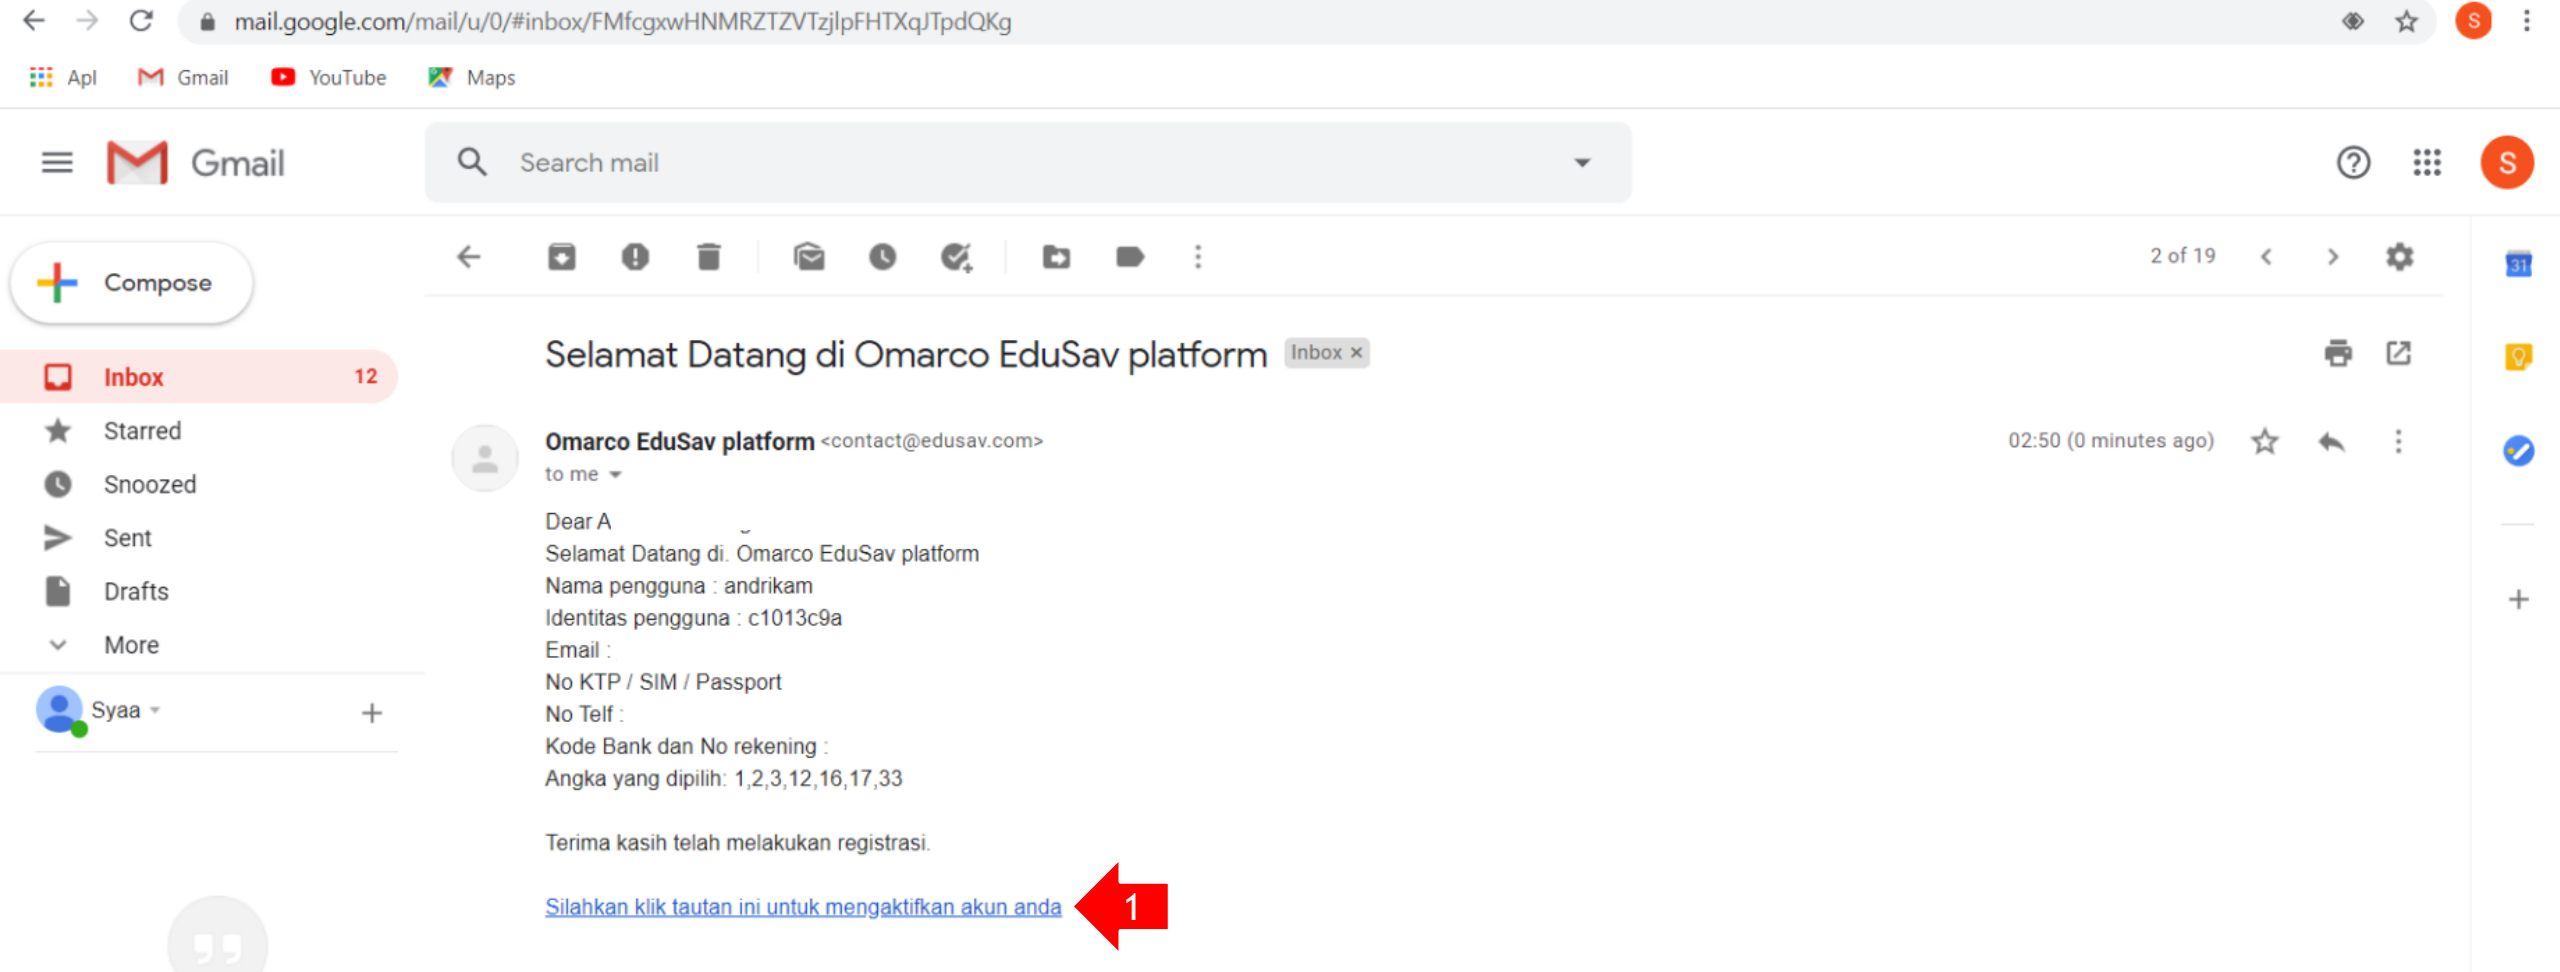 mail.google.com/mail/u/0/#inbox/FMfcgxwHNMRZTZVTzjlpFHTXqJTpdQKg
S
Apl Gmail YouTube Maps
Gmail
Search mail
S
Compose
2 of 19
31
Selamat Datang di Omarco EduSav platform Inbox ×
Inbox 12
Starred
Snoozed
Sent
Drafts
More
Syaa
Omarco EduSav platform <contact@edusav.com>
02:50 (0 minutes ago)
to me
Dear A
Selamat Datang di. Omarco EduSav platform
Nama pengguna : andrikam
Identitas pengguna : c1013c9a
Email :
No KTP / SIM / Passport
No Telf :
Kode Bank dan No rekening :
Angka yang dipilih: 1,2,3,12,16,17,33
Terima kasih telah melakukan registrasi.
Silahkan klik tautan ini untuk mengaktifkan akun anda
1